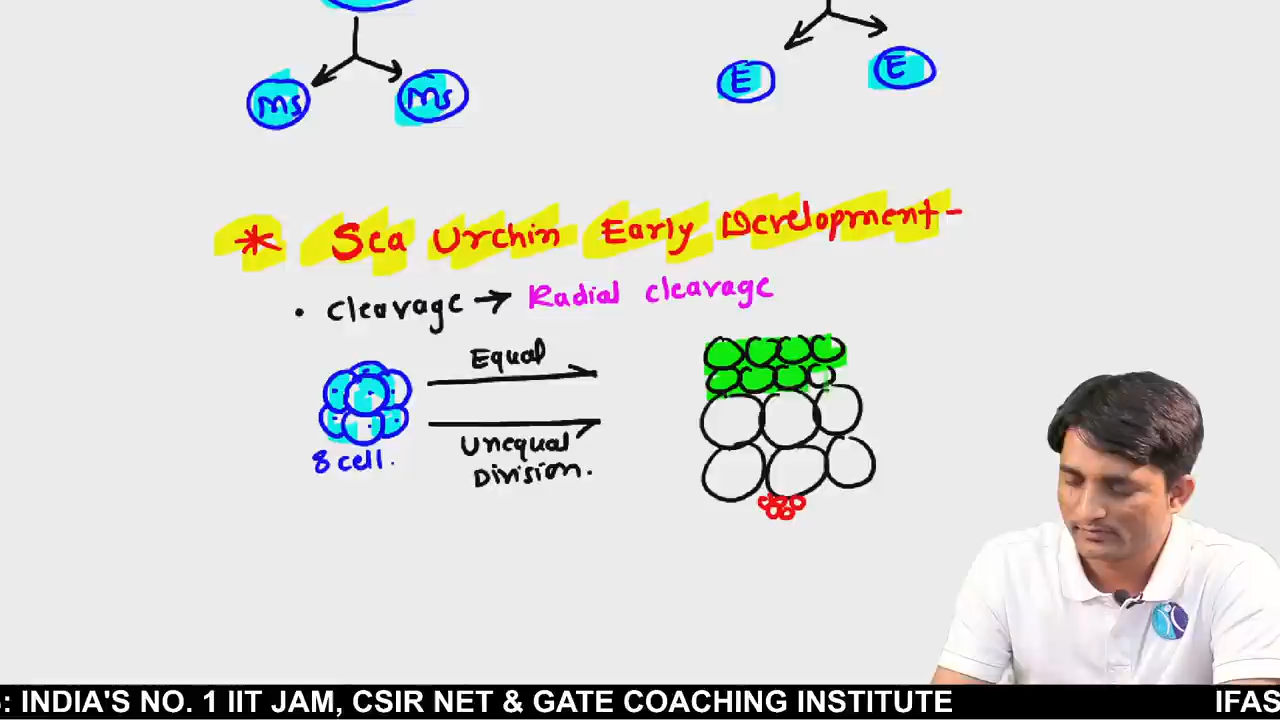 Ms Ms E E
* Sea Urchin Early Development-
• Cleavage → Radial cleavage
Equal
Unequal
Division.
8 cell.
: INDIA'S NO. 1 IIT JAM, CSIR NET & GATE COACHING INSTITUTE IFAS